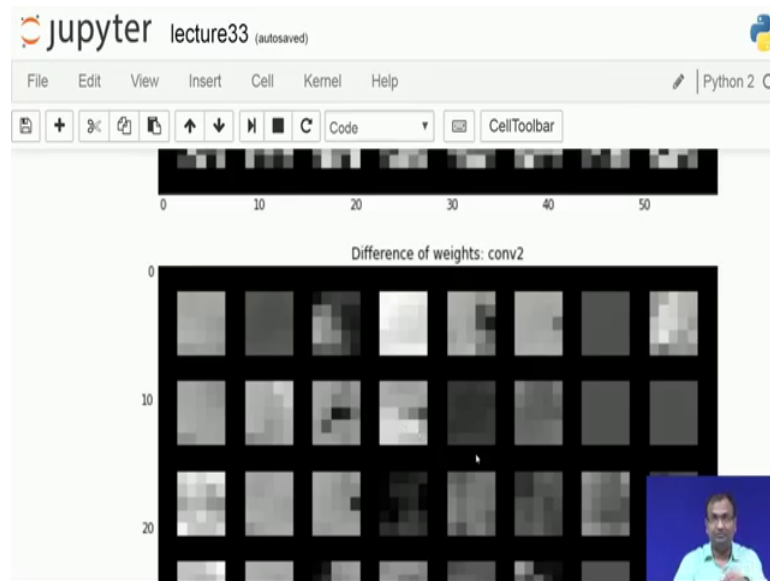 jupyter lecture33 (autosaved)
File Edit View Insert Cell Kernel Help Python 2
Code CellToolbar
0 10 20 30 40 50
Difference of weights: conv2
0
10
20